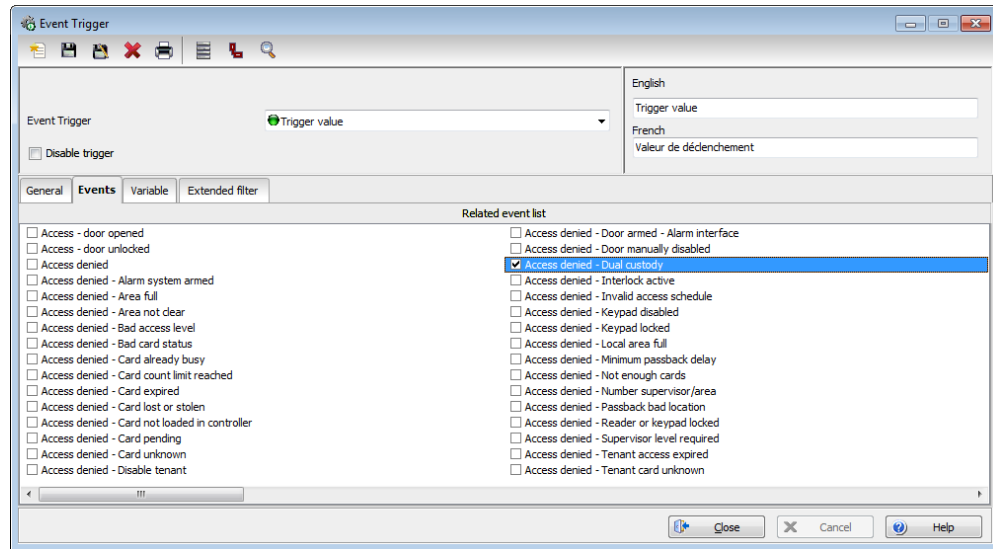 Event Trigger
English
Trigger value
Event Trigger
Trigger value
French
Disable trigger
Valeur de déclenchement
General Events Variable Extended filter
Related event list
Access - door opened
Access - door unlocked
Access denied
Access denied - Alarm system armed
Access denied - Area full
Access denied - Area not clear
Access denied - Bad access level
Access denied - Bad card status
Access denied - Card already busy
Access denied - Card count limit reached
Access denied - Card expired
Access denied - Card lost or stolen
Access denied - Card not loaded in controller
Access denied - Card pending
Access denied - Card unknown
Access denied - Disable tenant
Access denied - Door armed - Alarm interface
Access denied - Door manually disabled
Access denied - Dual custody
Access denied - Interlock active
Access denied - Invalid access schedule
Access denied - Keypad disabled
Access denied - Keypad locked
Access denied - Local area full
Access denied - Minimum passback delay
Access denied - Not enough cards
Access denied - Number supervisor/area
Access denied - Passback bad location
Access denied - Reader or keypad locked
Access denied - Supervisor level required
Access denied - Tenant access expired
Access denied - Tenant card unknown
Close Cancel Help